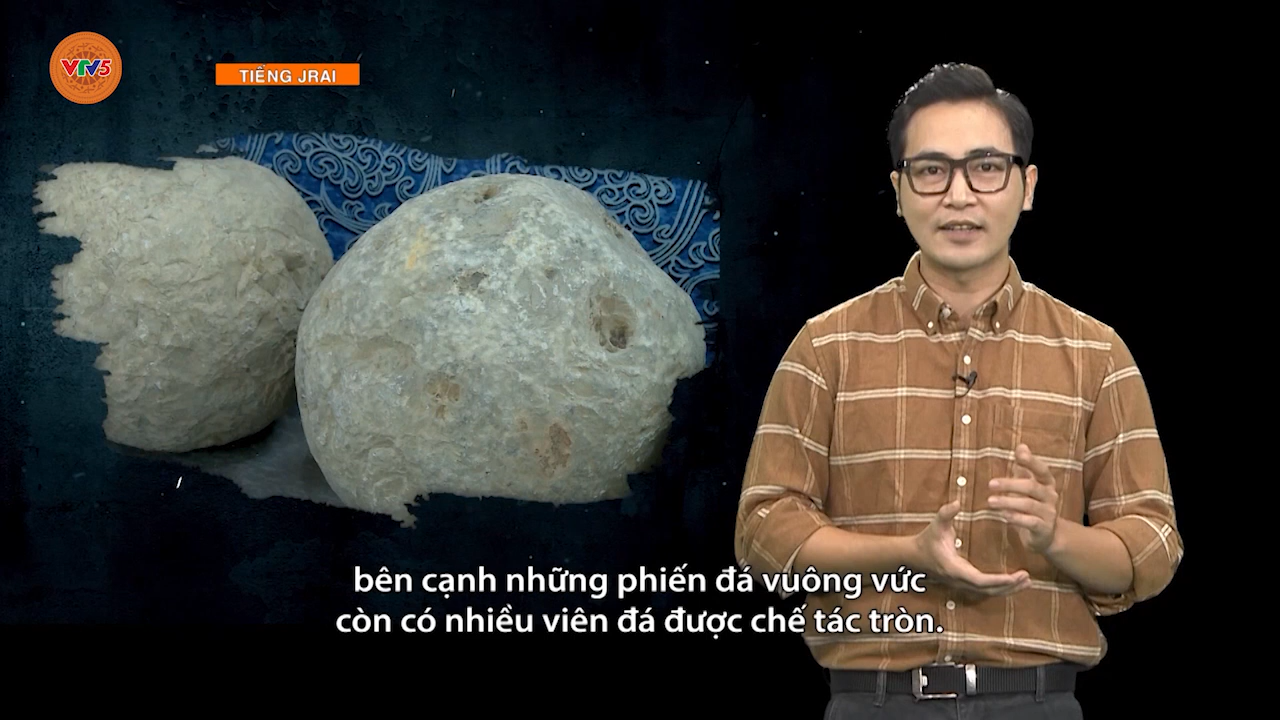 VTV5
TIẾNG JRAI
bên cạnh những phiến đá vuông vức
còn có nhiều viên đá được chế tác tròn.